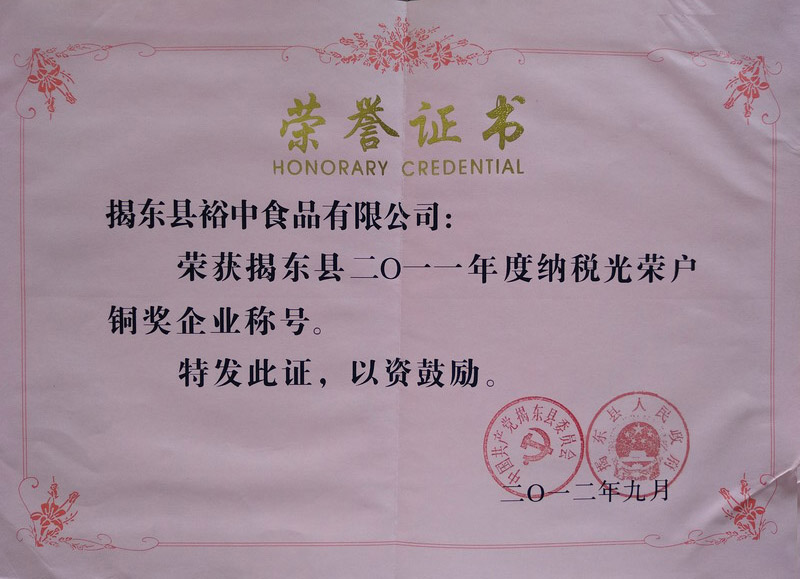 荣誉证书
HONORARY CREDENTIAL
揭东县裕中食品有限公司：
荣获揭东县二〇一一年度纳税光荣户
铜奖企业称号。
特发此证，以资鼓励。
中国共产党揭东县委员会
揭东县人民政府
二〇一二年九月